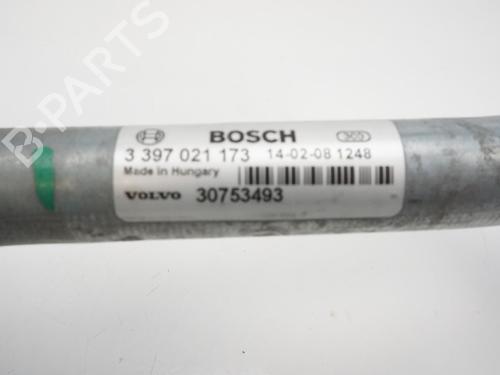 BOSCH
3 397 021 173 14-02-08 1248
Made in Hungary
VOLVO 30753493
B-PARTS